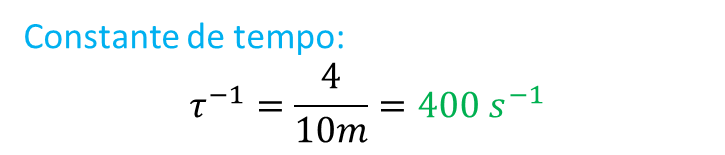 Constante de tempo:
τ⁻¹ = 4/10m = 400 s⁻¹